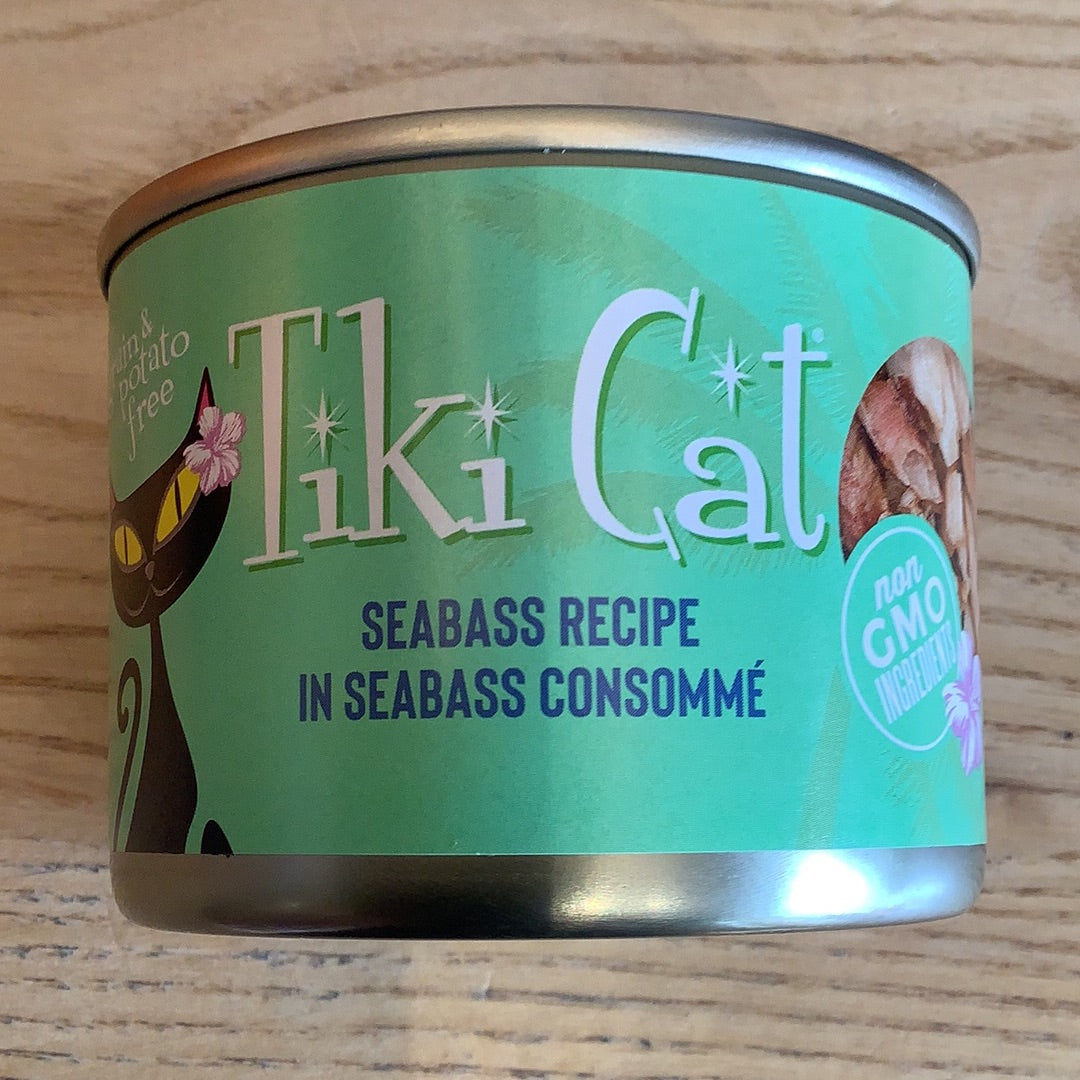 &
potato
free
Tiki Cat
SEABASS RECIPE
IN SEABASS CONSOMMÉ
non
GMO
INGREDIENTS